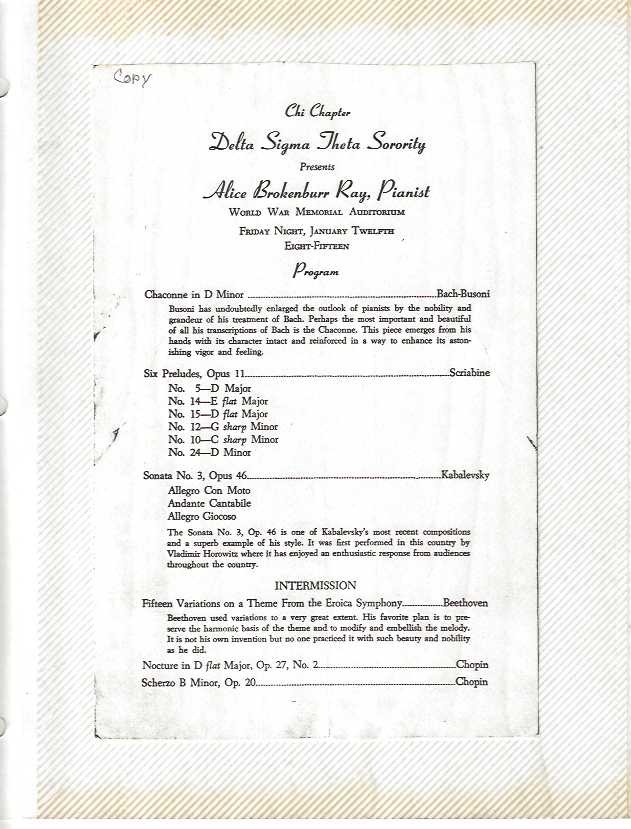 Copy
Chi Chapter
Delta Sigma Theta Sorority
Presents
Alice Brokenburr Ray, Pianist
World War Memorial Auditorium
Friday Night, January Twelfth
Eight-Fifteen
Program
Chaconne in D Minor ........Bach-Busoni
Busoni has undoubtedly enlarged the outlook of pianists by the nobility and
grandeur of his treatment of Bach. Perhaps the most important and beautiful
of all his transcriptions of Bach is the Chaconne. This piece emerges from his
hands with its character intact and reinforced in a way to enhance its aston-
ishing vigor and feeling.
Six Preludes, Opus 11........Scriabine
No. 5—D Major
No. 14—E flat Major
No. 15—D flat Major
No. 12—G sharp Minor
No. 10—C sharp Minor
No. 24—D Minor
Sonata No. 3, Opus 46........Kabalevsky
Allegro Con Moto
Andante Cantabile
Allegro Giocoso
The Sonata No. 3, Op. 46 is one of Kabalevsky's most recent compositions
and a superb example of his style. It was first performed in this country by
Vladimir Horowitz where it has enjoyed an enthusiastic response from audiences
throughout the country.
INTERMISSION
Fifteen Variations on a Theme From the Eroica Symphony........Beethoven
Beethoven used variations to a very great extent. His favorite plan is to pre-
serve the harmonic basis of the theme and to modify and embellish the melody.
It is not his own invention but no one practiced it with such beauty and nobility
as he did.
Nocture in D flat Major, Op. 27, No. 2........Chopin
Scherzo B Minor, Op. 20........Chopin